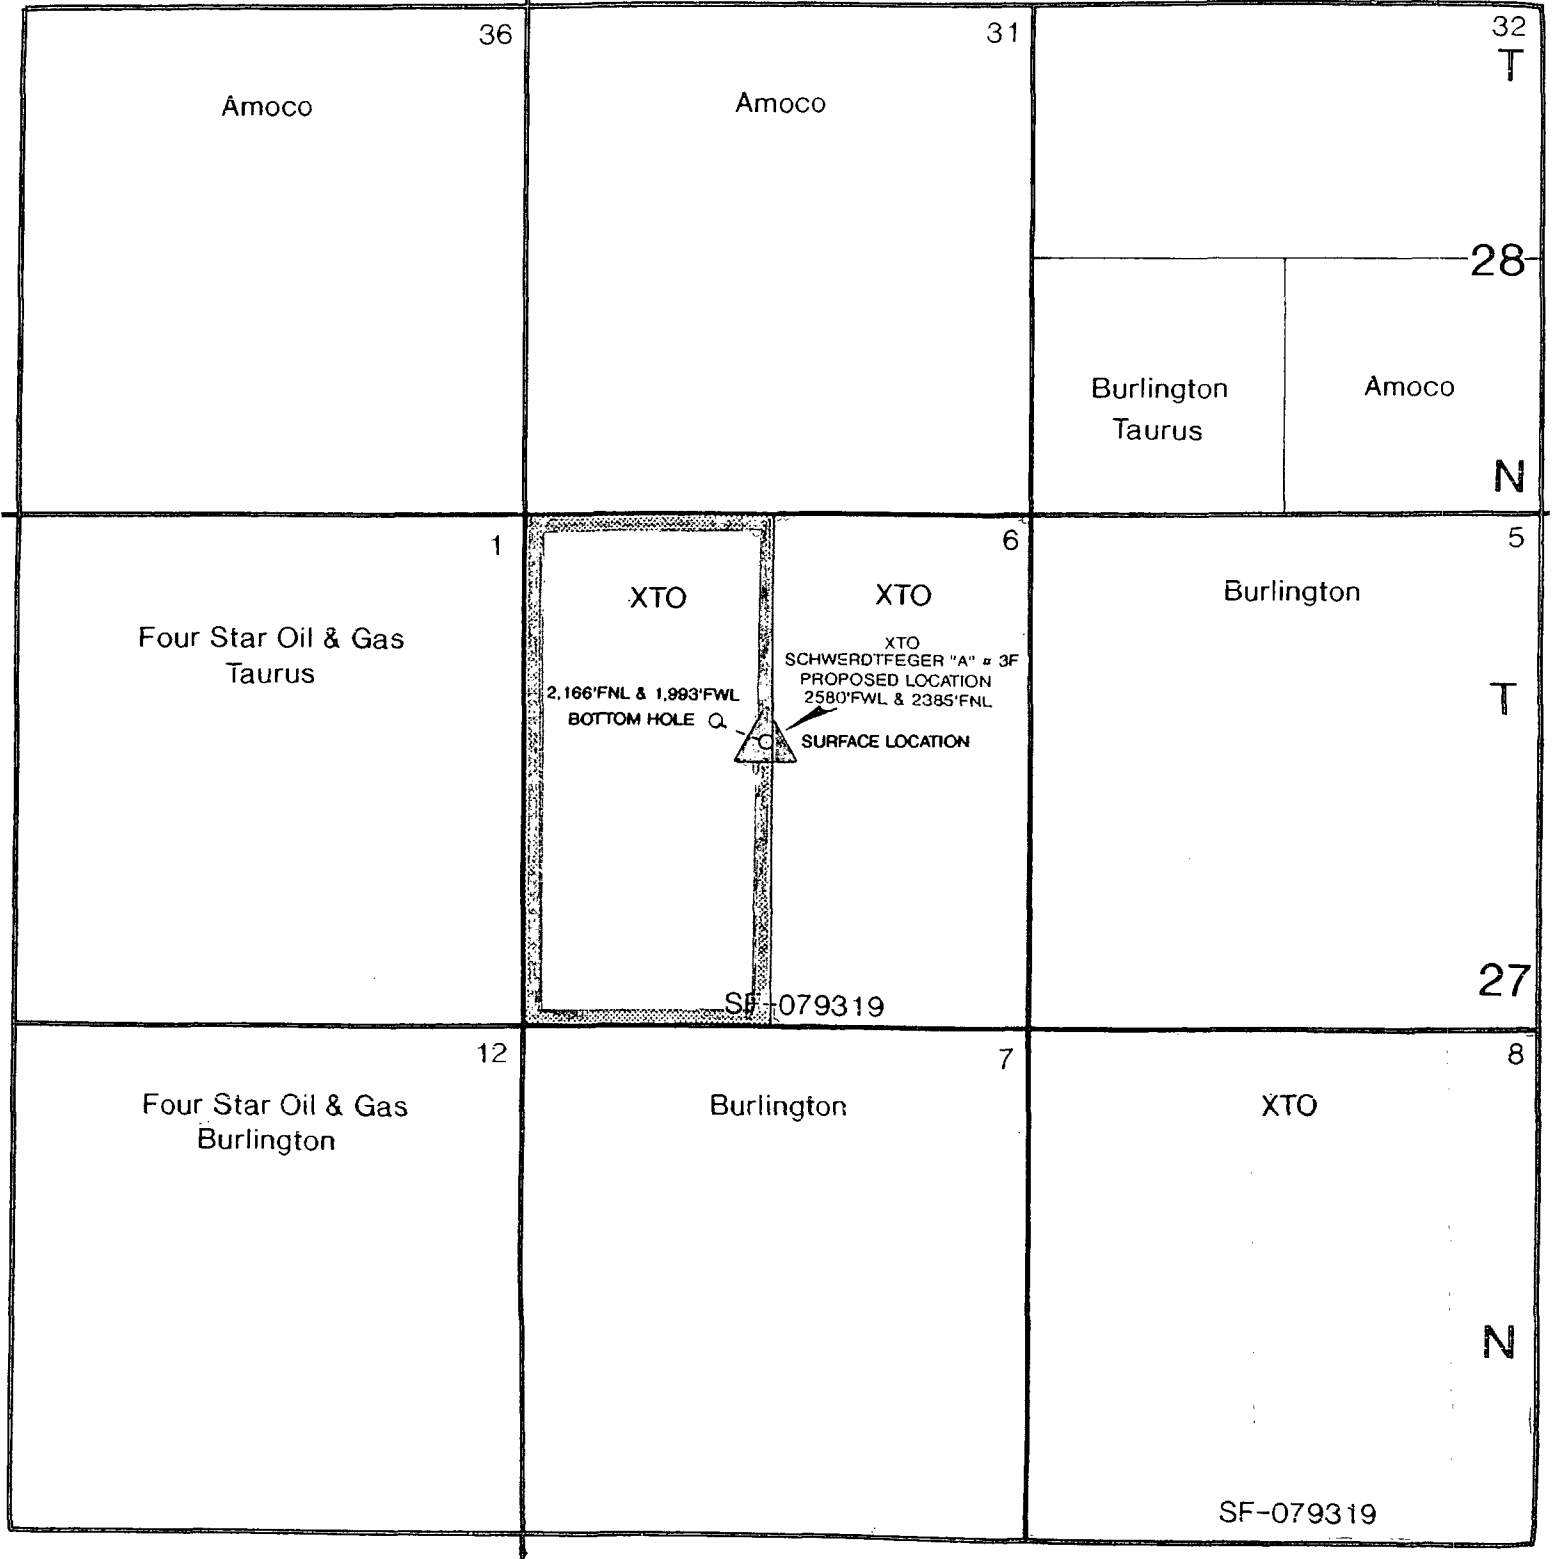 36
31
32
T
Amoco
Amoco
28
Burlington
Taurus
Amoco
N
1
6
5
XTO
XTO
Burlington
Four Star Oil & Gas
Taurus
XTO
SCHWERDTFEGER "A" # 3F
PROPOSED LOCATION
2580'FWL & 2385'FNL
2,166'FNL & 1,993'FWL
BOTTOM HOLE
SURFACE LOCATION
T
27
SF-079319
12
7
8
Four Star Oil & Gas
Burlington
Burlington
XTO
N
SF-079319